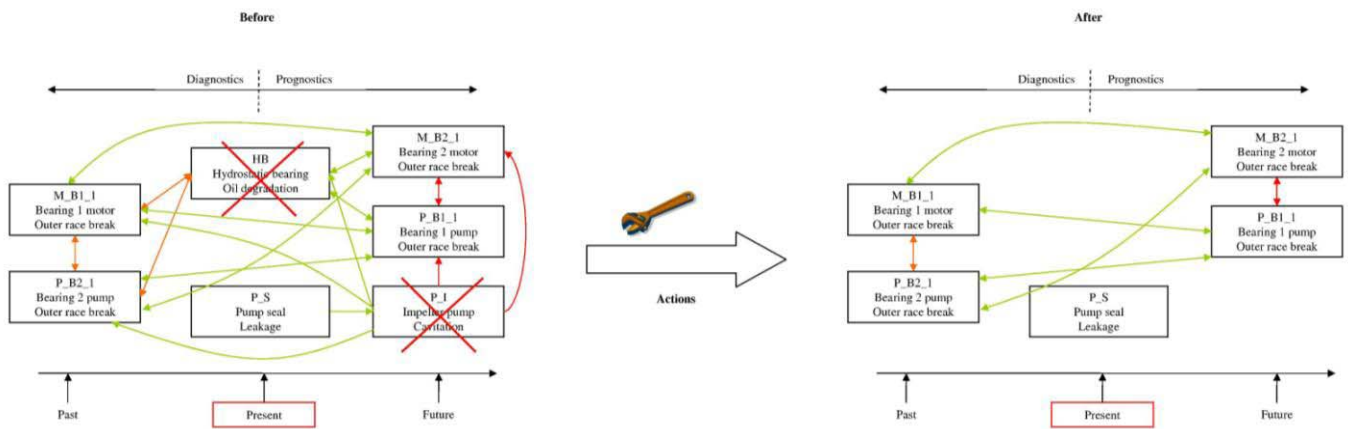 Before
Diagnostics
Prognostics
M_B2_1
Bearing 2 motor
Outer race break
HB
Hydrostatic bearing
Oil degradation
M_B1_1
Bearing 1 motor
Outer race break
P_B1_1
Bearing 1 pump
Outer race break
P_B2_1
Bearing 2 pump
Outer race break
P_S
Pump seal
Leakage
P_I
Impeller pump
Cavitation
Past
Present
Future
Actions
After
Diagnostics
Prognostics
M_B2_1
Bearing 2 motor
Outer race break
M_B1_1
Bearing 1 motor
Outer race break
P_B1_1
Bearing 1 pump
Outer race break
P_B2_1
Bearing 2 pump
Outer race break
P_S
Pump seal
Leakage
Past
Present
Future